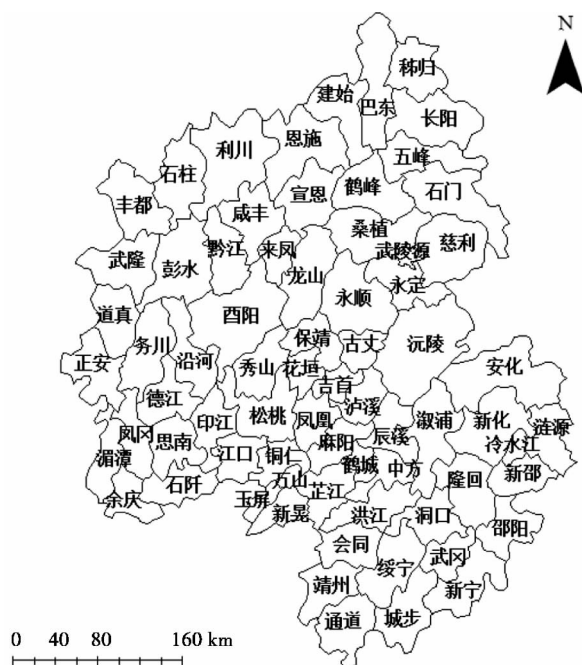 N
秭归
建始
巴东
长阳
利川
恩施
五峰
石柱
宣恩
鹤峰
石门
丰都
咸丰
桑植
武隆
彭水
黔江
来凤
武陵源
慈利
龙山
永定
道真
酉阳
永顺
务川
保靖
古丈
沅陵
正安
沿河
秀山
花垣
安化
吉首
德江
泸溪
印江
松桃
凤凰
溆浦
新化
涟源
凤冈
思南
麻阳
辰溪
冷水江
湄潭
江口
铜仁
鹤城
中方
隆回
新邵
余庆
石阡
万山
芷江
玉屏
新晃
洪江
洞口
邵阳
会同
绥宁
武冈
靖州
新宁
通道
城步
0 40 80 160 km